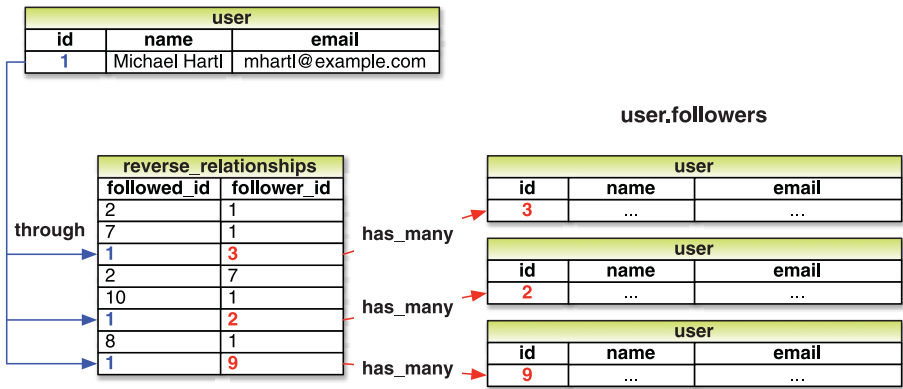 user
id name email
1 Michael Hartl mhartl@example.com
user.followers
reverse_relationships
followed_id follower_id
2 1
7 1
1 3
2 7
10 1
1 2
8 1
1 9
through
has_many
has_many
has_many
user
id name email
3 ... ...
user
id name email
2 ... ...
user
id name email
9 ... ...